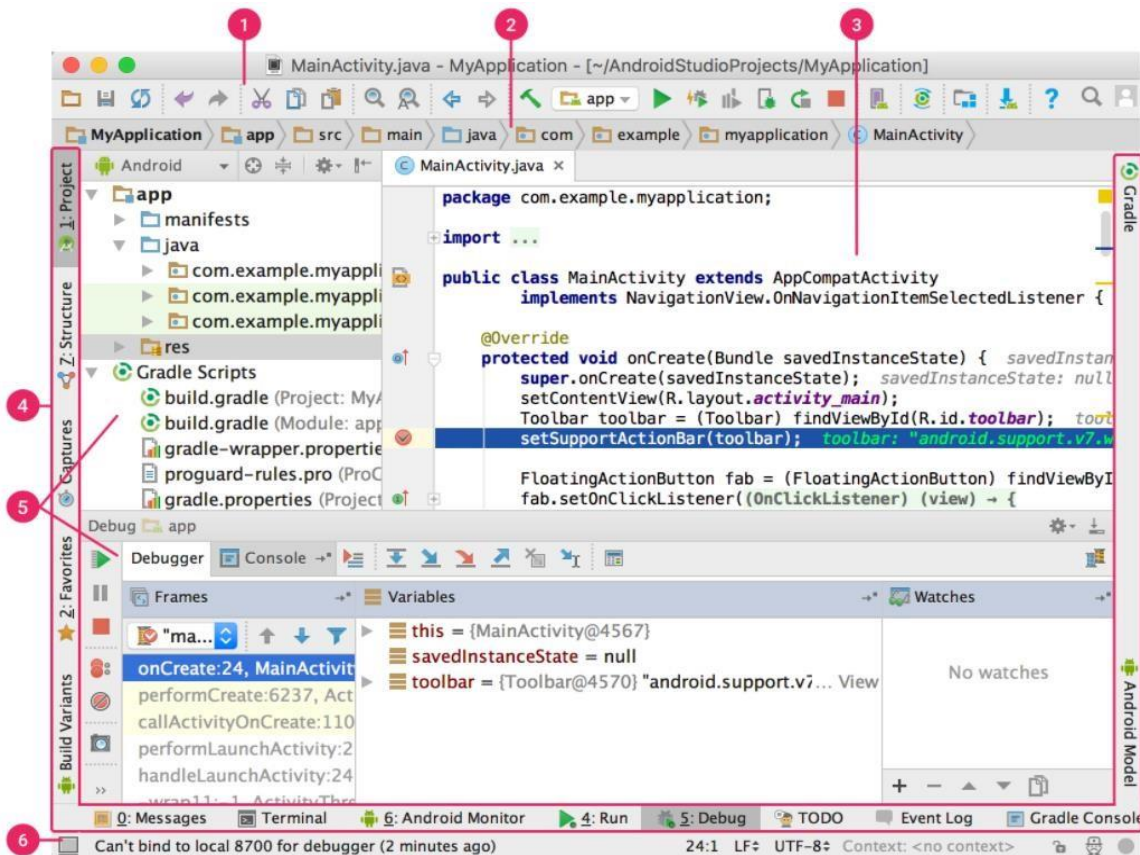 1
2
3
MainActivity.java - MyApplication - [~/AndroidStudioProjects/MyApplication]
app
MyApplication app src main java com example myapplication MainActivity
1: Project
Android
MainActivity.java
app
manifests
java
com.example.myappli
com.example.myappli
com.example.myappli
res
Gradle Scripts
build.gradle (Project: MyA
build.gradle (Module: app
gradle-wrapper.propertie
proguard-rules.pro (ProC
gradle.properties (Project
package com.example.myapplication;
import ...
public class MainActivity extends AppCompatActivity
implements NavigationView.OnNavigationItemSelectedListener {
@Override
protected void onCreate(Bundle savedInstanceState) { savedInstan
super.onCreate(savedInstanceState); savedInstanceState: null
setContentView(R.layout.activity_main);
Toolbar toolbar = (Toolbar) findViewById(R.id.toolbar); tool
setSupportActionBar(toolbar); toolbar: "android.support.v7.w
FloatingActionButton fab = (FloatingActionButton) findViewByI
fab.setOnClickListener((OnClickListener) (view) → {
Gradle
7: Structure
4
Captures
5
Debug app
Debugger Console
2: Favorites
Frames Variables Watches
"ma...
onCreate:24, MainActivit
performCreate:6237, Act
callActivityOnCreate:110
performLaunchActivity:2
handleLaunchActivity:24
-wrap11:-1, ActivityThre
this = {MainActivity@4567}
savedInstanceState = null
toolbar = {Toolbar@4570} "android.support.v7... View
No watches
Build Variants
Android Model
0: Messages Terminal 6: Android Monitor 4: Run 5: Debug TODO Event Log Gradle Console
6
Can't bind to local 8700 for debugger (2 minutes ago) 24:1 LF÷ UTF-8÷ Context: <no context>